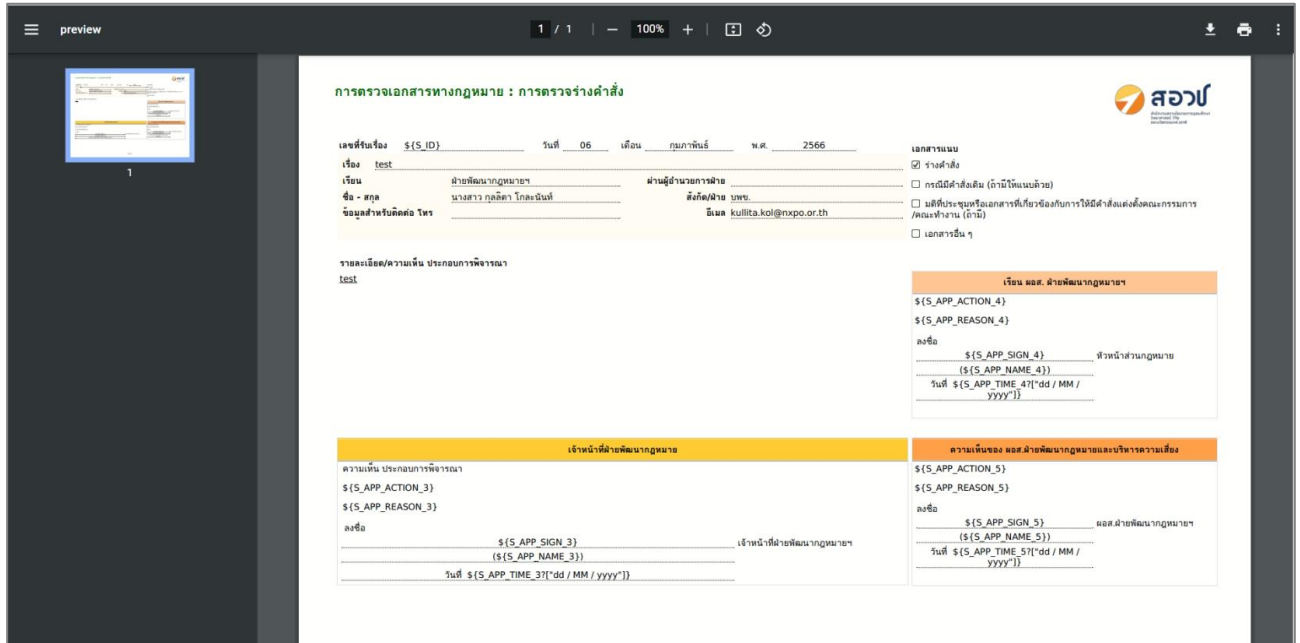 preview
1 / 1 | − 100% + |
1
การตรวจเอกสารทางกฎหมาย : การตรวจร่างคำสั่ง
สอวช
เลขที่รับเรื่อง ${S_ID} วันที่ 06 เดือน กุมภาพันธ์ พ.ศ. 2566
เรื่อง test
เรียน ฝ่ายพัฒนากฎหมายฯ ผ่านผู้อำนวยการฝ่าย
ชื่อ - สกุล นางสาว กุลลิตา โกละนันท์ สังกัด/ฝ่าย บพข.
ข้อมูลสำหรับติดต่อ โทร อีเมล kullita.kol@nxpo.or.th
เอกสารแนบ
ร่างคำสั่ง
กรณีมีคำสั่งเดิม (ถ้ามีให้แนบด้วย)
มติที่ประชุมหรือเอกสารที่เกี่ยวข้องกับการให้มีคำสั่งแต่งตั้งคณะกรรมการ
/คณะทำงาน (ถ้ามี)
เอกสารอื่น ๆ
รายละเอียด/ความเห็น ประกอบการพิจารณา
test
เรียน ผอส. ฝ่ายพัฒนากฎหมายฯ
${S_APP_ACTION_4}
${S_APP_REASON_4}
ลงชื่อ
${S_APP_SIGN_4} หัวหน้าส่วนกฎหมาย
(${S_APP_NAME_4})
วันที่ ${S_APP_TIME_4?["dd / MM /
yyyy"]}
เจ้าหน้าที่ฝ่ายพัฒนากฎหมาย
ความเห็น ประกอบการพิจารณา
${S_APP_ACTION_3}
${S_APP_REASON_3}
ลงชื่อ
${S_APP_SIGN_3} เจ้าหน้าที่ฝ่ายพัฒนากฎหมายฯ
(${S_APP_NAME_3})
วันที่ ${S_APP_TIME_3?["dd / MM / yyyy"]}
ความเห็นของ ผอส.ฝ่ายพัฒนากฎหมายและบริหารความเสี่ยง
${S_APP_ACTION_5}
${S_APP_REASON_5}
ลงชื่อ
${S_APP_SIGN_5} ผอส.ฝ่ายพัฒนากฎหมายฯ
(${S_APP_NAME_5})
วันที่ ${S_APP_TIME_5?["dd / MM /
yyyy"]}